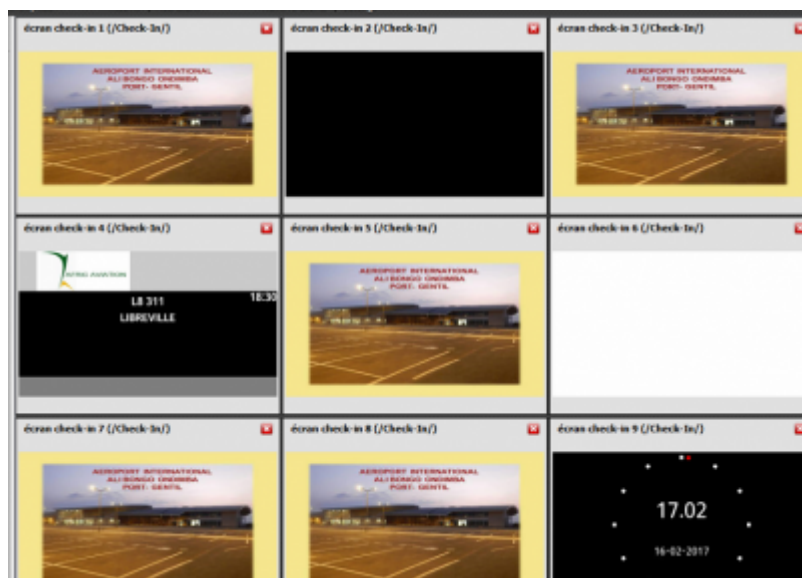 écran check-in 1 (/Check-In/)
écran check-in 2 (/Check-In/)
écran check-in 3 (/Check-In/)
AEROPORT INTERNATIONAL
ALI BONGO ONDIMBA
PORT- GENTIL
AEROPORT INTERNATIONAL
ALI BONGO ONDIMBA
PORT- GENTIL
écran check-in 4 (/Check-In/)
écran check-in 5 (/Check-In/)
écran check-in 6 (/Check-In/)
AVIATION
LB 311
18:30
LIBREVILLE
AEROPORT INTERNATIONAL
ALI BONGO ONDIMBA
PORT- GENTIL
écran check-in 7 (/Check-In/)
écran check-in 8 (/Check-In/)
écran check-in 9 (/Check-In/)
AEROPORT INTERNATIONAL
ALI BONGO ONDIMBA
PORT- GENTIL
AEROPORT INTERNATIONAL
ALI BONGO ONDIMBA
PORT- GENTIL
17.02
16-02-2017